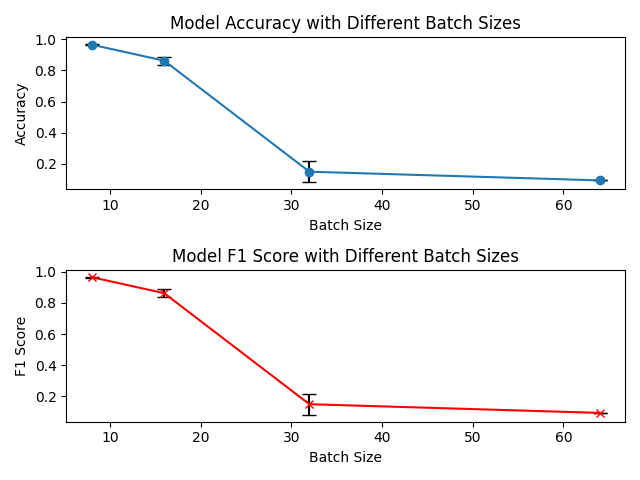 Model Accuracy with Different Batch Sizes
1.0
0.8
0.6
0.4
0.2
Accuracy
10 20 30 40 50 60
Batch Size
Model F1 Score with Different Batch Sizes
1.0
0.8
0.6
0.4
0.2
F1 Score
10 20 30 40 50 60
Batch Size